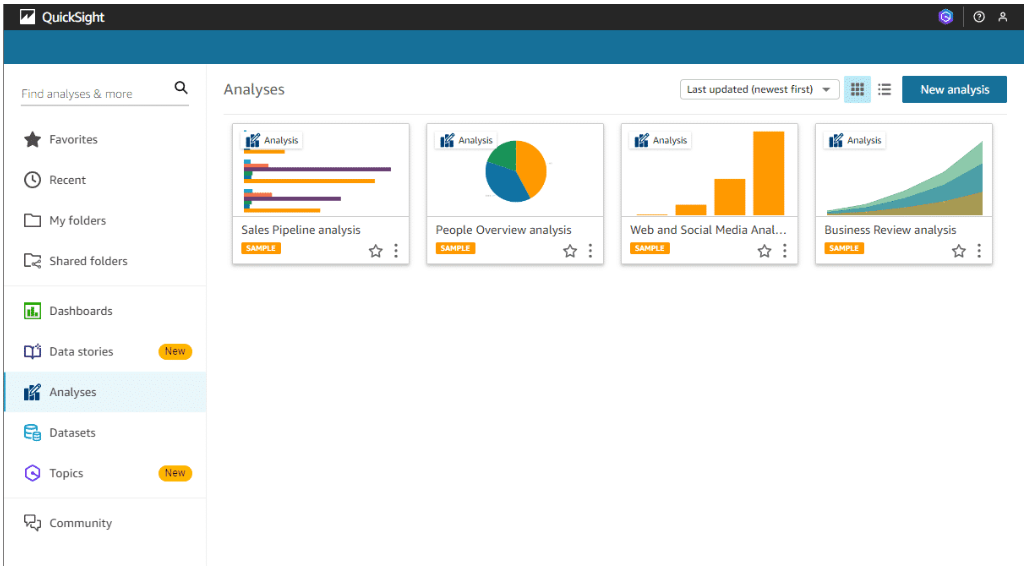 QuickSight
Find analyses & more
Favorites
Recent
My folders
Shared folders
Dashboards
Data stories New
Analyses
Datasets
Topics New
Community
Analyses
Last updated (newest first)
New analysis
Analysis
Sales Pipeline analysis
SAMPLE
Analysis
People Overview analysis
SAMPLE
Analysis
Web and Social Media Anal...
SAMPLE
Analysis
Business Review analysis
SAMPLE